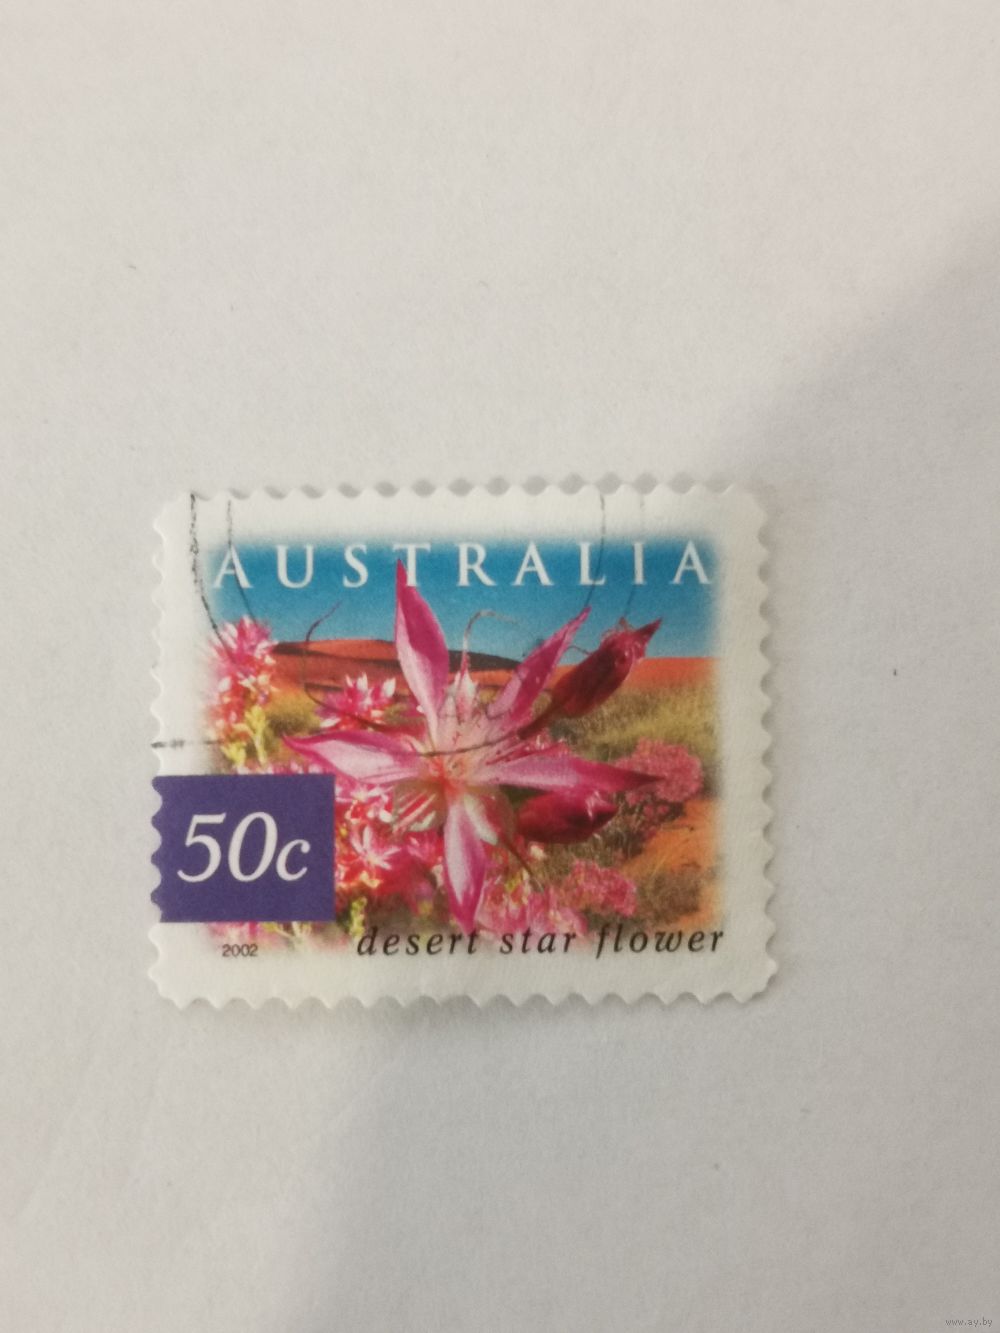 AUSTRALIA
50c
2002
desert star flower
www.ay.by